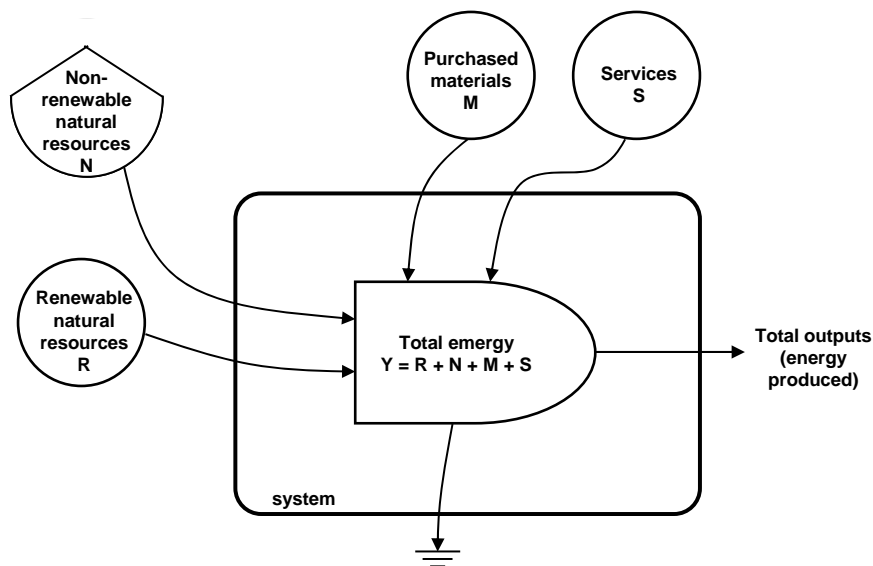 Non-
renewable
natural
resources
N
Purchased
materials
M
Services
S
Renewable
natural
resources
R
Total emergy
Y = R + N + M + S
Total outputs
(energy
produced)
system